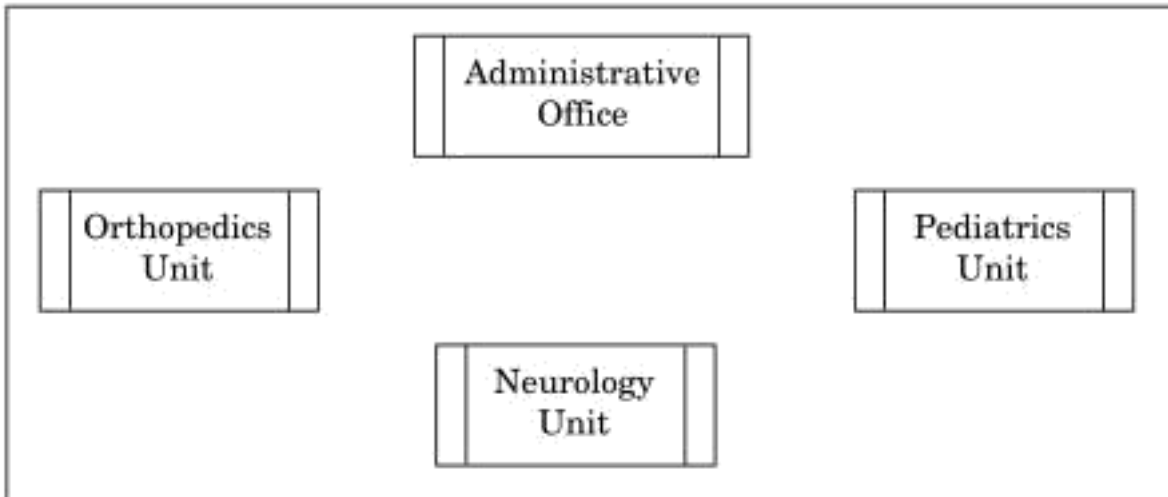 Administrative
Office
Orthopedics
Unit
Pediatrics
Unit
Neurology
Unit